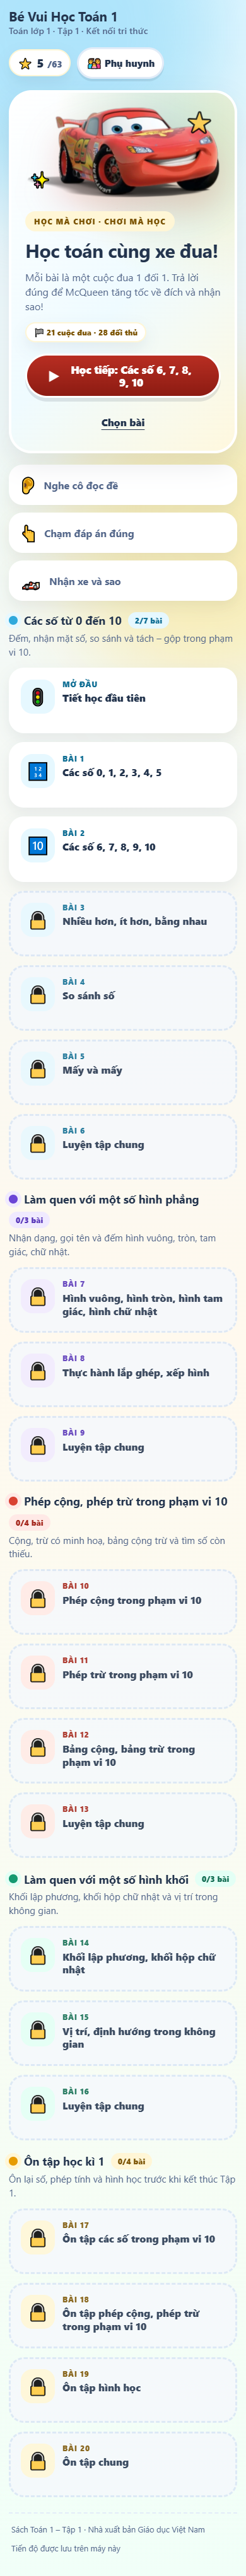 Bé Vui Học Toán 1
Toán lớp 1 · Tập 1 · Kết nối tri thức
5 /63
Phụ huynh
HỌC MÀ CHƠI - CHƠI MÀ HỌC
Học toán cùng xe đua!
Mỗi bài là một cuộc đua 1 đối 1. Trả lời
đúng để McQueen tăng tốc về đích và nhận
sao!
21 cuộc đua · 28 đối thủ
Học tiếp: Các số 6, 7, 8,
9, 10
Chọn bài
Nghe cô đọc đề
Chạm đáp án đúng
Nhận xe và sao
Các số từ 0 đến 10 2/7 bài
Đếm, nhận mặt số, so sánh và tách – gộp trong phạm
vi 10.
MỞ ĐẦU
Tiết học đầu tiên
BÀI 1
Các số 0, 1, 2, 3, 4, 5
1 2
3 4
BÀI 2
Các số 6, 7, 8, 9, 10
10
BÀI 3
Nhiều hơn, ít hơn, bằng nhau
BÀI 4
So sánh số
BÀI 5
Mấy và mấy
BÀI 6
Luyện tập chung
Làm quen với một số hình phẳng
0/3 bài
Nhận dạng, gọi tên và đếm hình vuông, tròn, tam
giác, chữ nhật.
BÀI 7
Hình vuông, hình tròn, hình tam
giác, hình chữ nhật
BÀI 8
Thực hành lắp ghép, xếp hình
BÀI 9
Luyện tập chung
Phép cộng, phép trừ trong phạm vi 10
0/4 bài
Cộng, trừ có minh hoạ, bảng cộng trừ và tìm số còn
thiếu.
BÀI 10
Phép cộng trong phạm vi 10
BÀI 11
Phép trừ trong phạm vi 10
BÀI 12
Bảng cộng, bảng trừ trong
phạm vi 10
BÀI 13
Luyện tập chung
Làm quen với một số hình khối 0/3 bài
Khối lập phương, khối hộp chữ nhật và vị trí trong
không gian.
BÀI 14
Khối lập phương, khối hộp chữ
nhật
BÀI 15
Vị trí, định hướng trong không
gian
BÀI 16
Luyện tập chung
Ôn tập học kì 1 0/4 bài
Ôn lại số, phép tính và hình học trước khi kết thúc Tập
1.
BÀI 17
Ôn tập các số trong phạm vi 10
BÀI 18
Ôn tập phép cộng, phép trừ
trong phạm vi 10
BÀI 19
Ôn tập hình học
BÀI 20
Ôn tập chung
Sách Toán 1 – Tập 1 · Nhà xuất bản Giáo dục Việt Nam
Tiến độ được lưu trên máy này